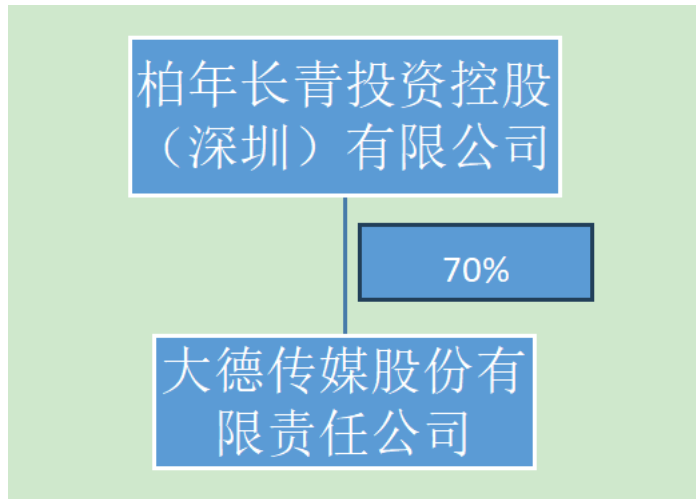 柏年长青投资控股
（深圳）有限公司
70%
大德传媒股份有
限责任公司